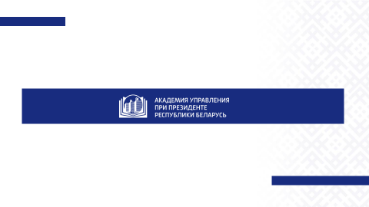 АКАДЕМИЯ УПРАВЛЕНИЯ
ПРИ ПРЕЗИДЕНТЕ
РЕСПУБЛИКИ БЕЛАРУСЬ